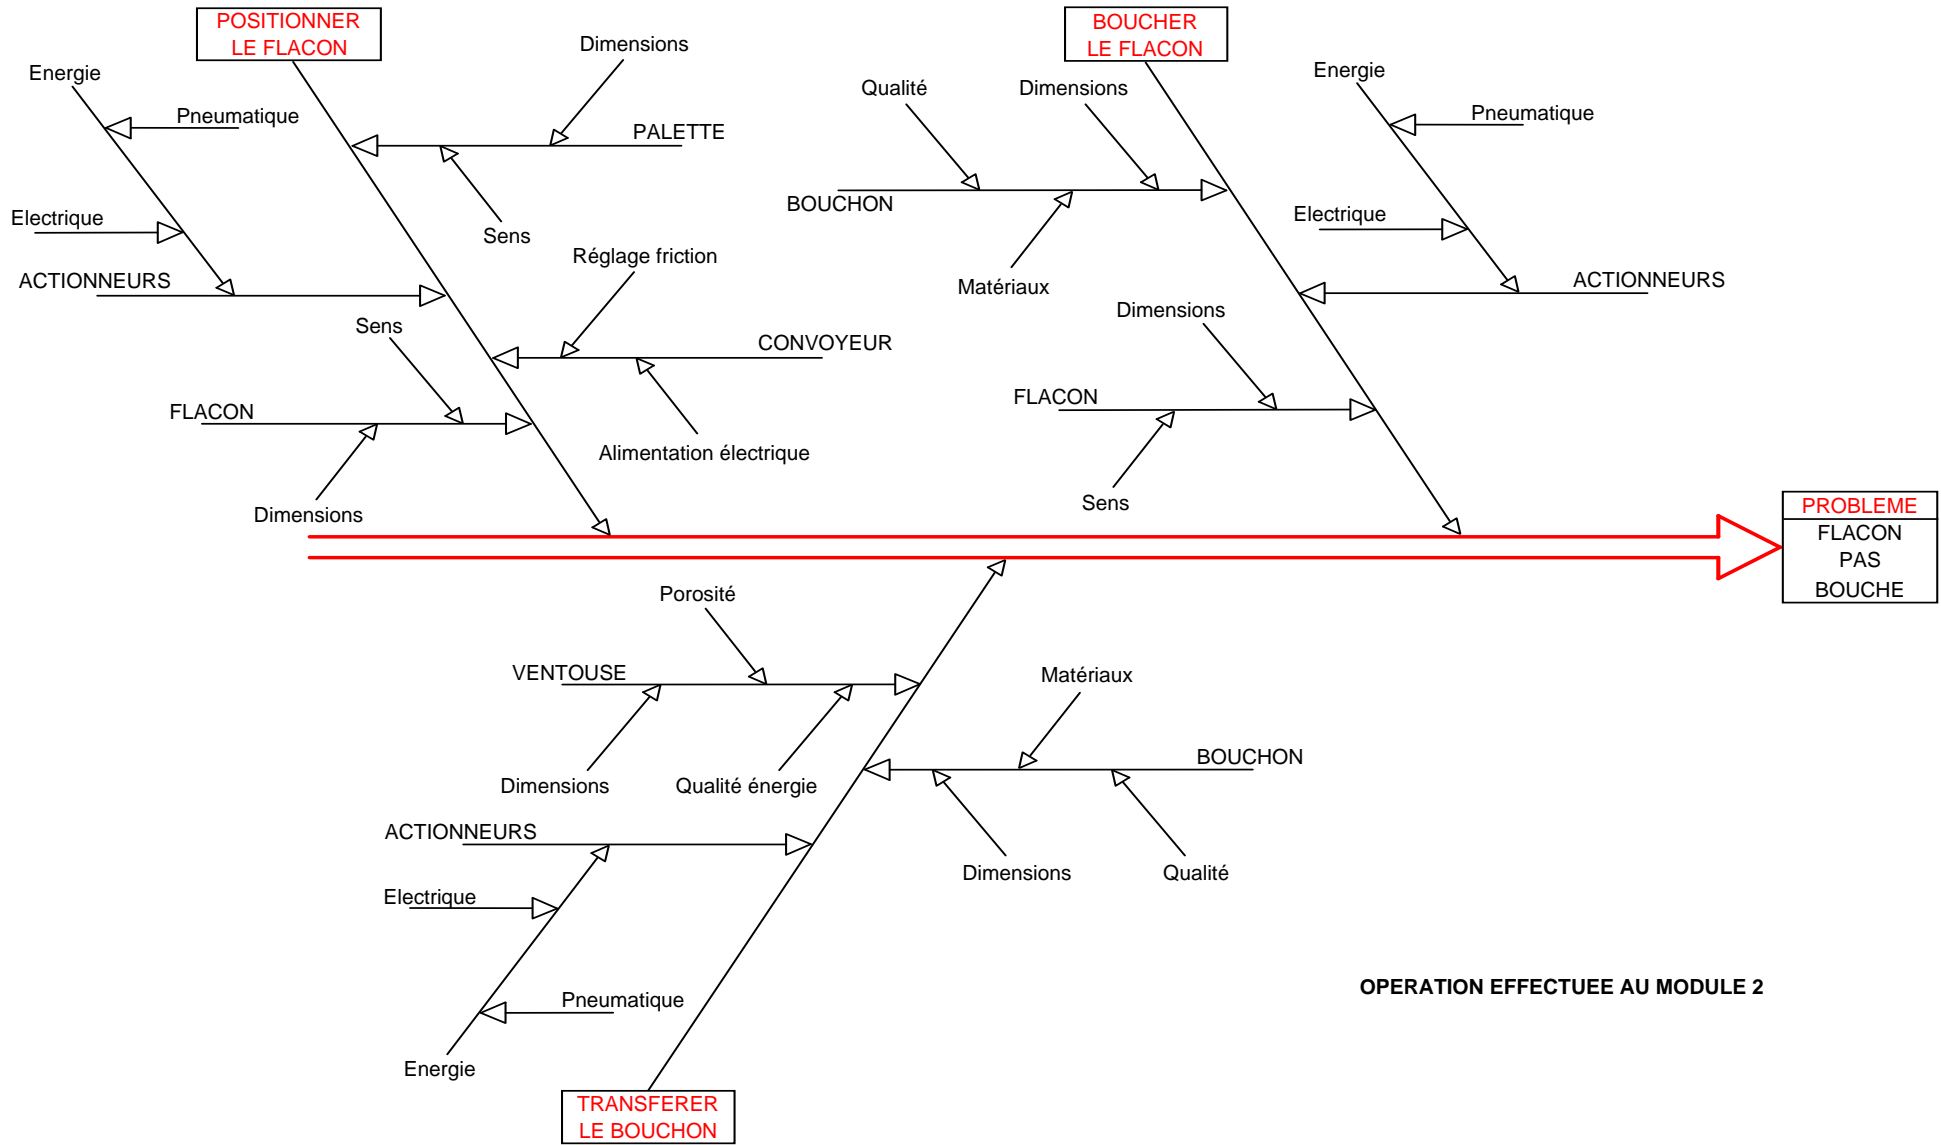 POSITIONNER
LE FLACON
Dimensions
Energie
Pneumatique
PALETTE
Electrique
Sens
ACTIONNEURS
Réglage friction
Sens
CONVOYEUR
FLACON
Alimentation électrique
Dimensions
BOUCHER
LE FLACON
Qualité
Dimensions
Energie
Pneumatique
BOUCHON
Electrique
Matériaux
ACTIONNEURS
Dimensions
FLACON
Sens
PROBLEME
FLACON
PAS
BOUCHE
Porosité
VENTOUSE
Matériaux
BOUCHON
Dimensions
Qualité énergie
ACTIONNEURS
Dimensions
Qualité
Electrique
Pneumatique
Energie
TRANSFERER
LE BOUCHON
OPERATION EFFECTUEE AU MODULE 2